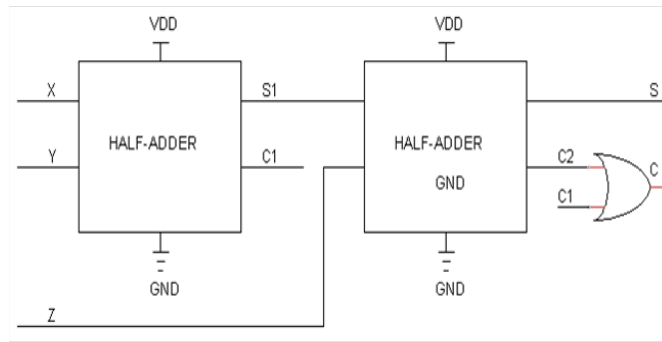 VDD VDD
X S1 S
HALF-ADDER HALF-ADDER
Y C1 C2 C
GND
C1
GND GND
Z